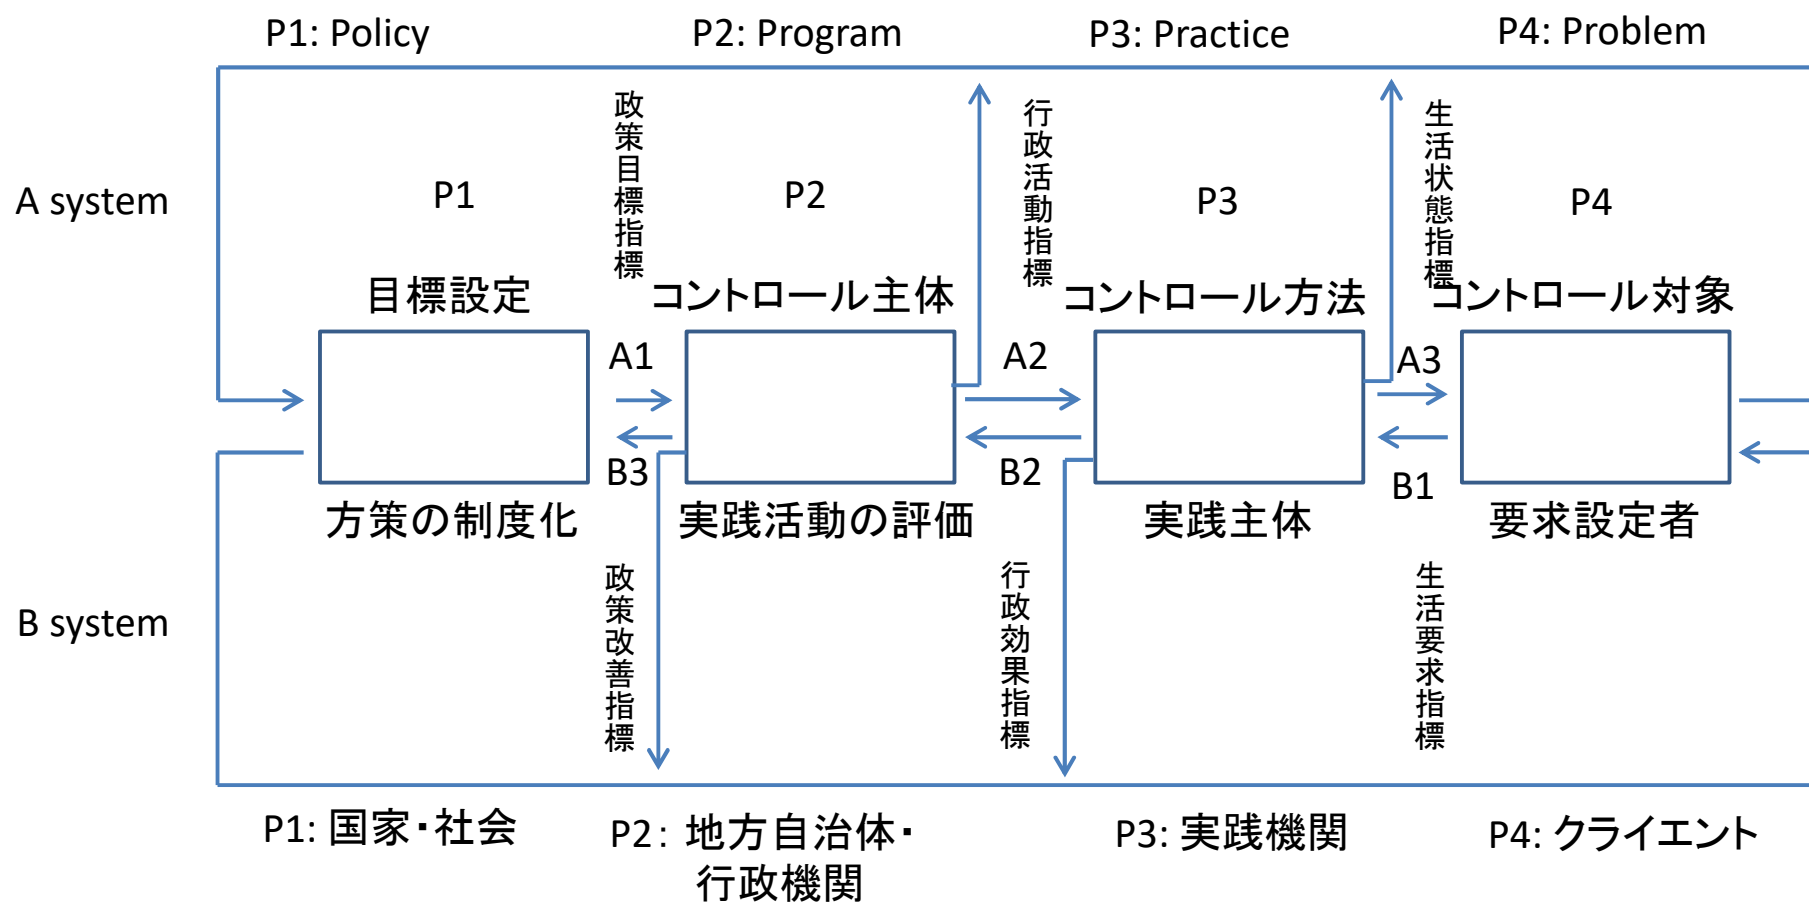 P1: Policy
P2: Program
P3: Practice
P4: Problem
政策目標指標
行政活動指標
生活状態指標
A system
P1
P2
P3
P4
目標設定
コントロール主体
コントロール方法
コントロール対象
A1
A2
A3
B3
B2
B1
方策の制度化
実践活動の評価
実践主体
要求設定者
政策改善指標
行政効果指標
生活要求指標
B system
P1: 国家・社会
P2： 地方自治体・
行政機関
P3: 実践機関
P4: クライエント